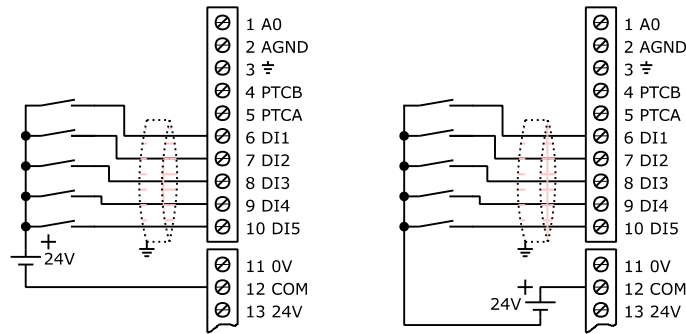 1 A0
2 AGND
3
4 PTCB
5 PTCA
6 DI1
7 DI2
8 DI3
9 DI4
10 DI5
+
24V
11 0V
12 COM
13 24V
1 A0
2 AGND
3
4 PTCB
5 PTCA
6 DI1
7 DI2
8 DI3
9 DI4
10 DI5
11 0V
+
24V
12 COM
13 24V